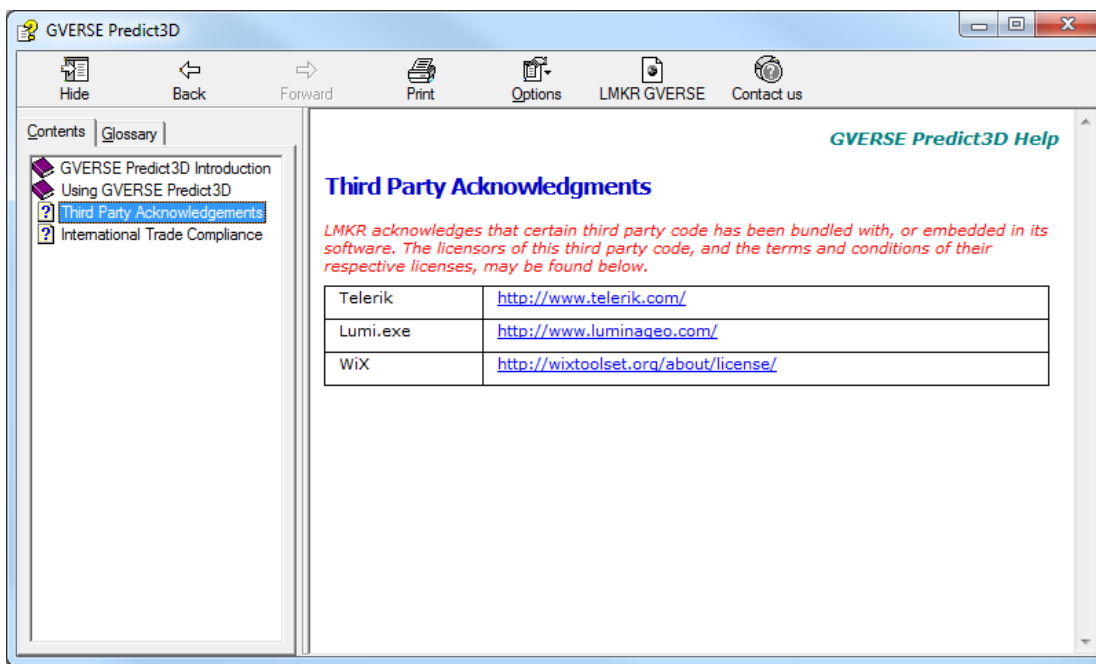 GVERSE Predict3D
Hide Back Forward Print Options LMKR GVERSE Contact us
Contents Glossary
GVERSE Predict3D Introduction
Using GVERSE Predict3D
Third Party Acknowledgements
International Trade Compliance
GVERSE Predict3D Help
Third Party Acknowledgments
LMKR acknowledges that certain third party code has been bundled with, or embedded in its
software. The licensors of this third party code, and the terms and conditions of their
respective licenses, may be found below.
Telerik http://www.telerik.com/
Lumi.exe http://www.luminageo.com/
WiX http://wixtoolset.org/about/license/